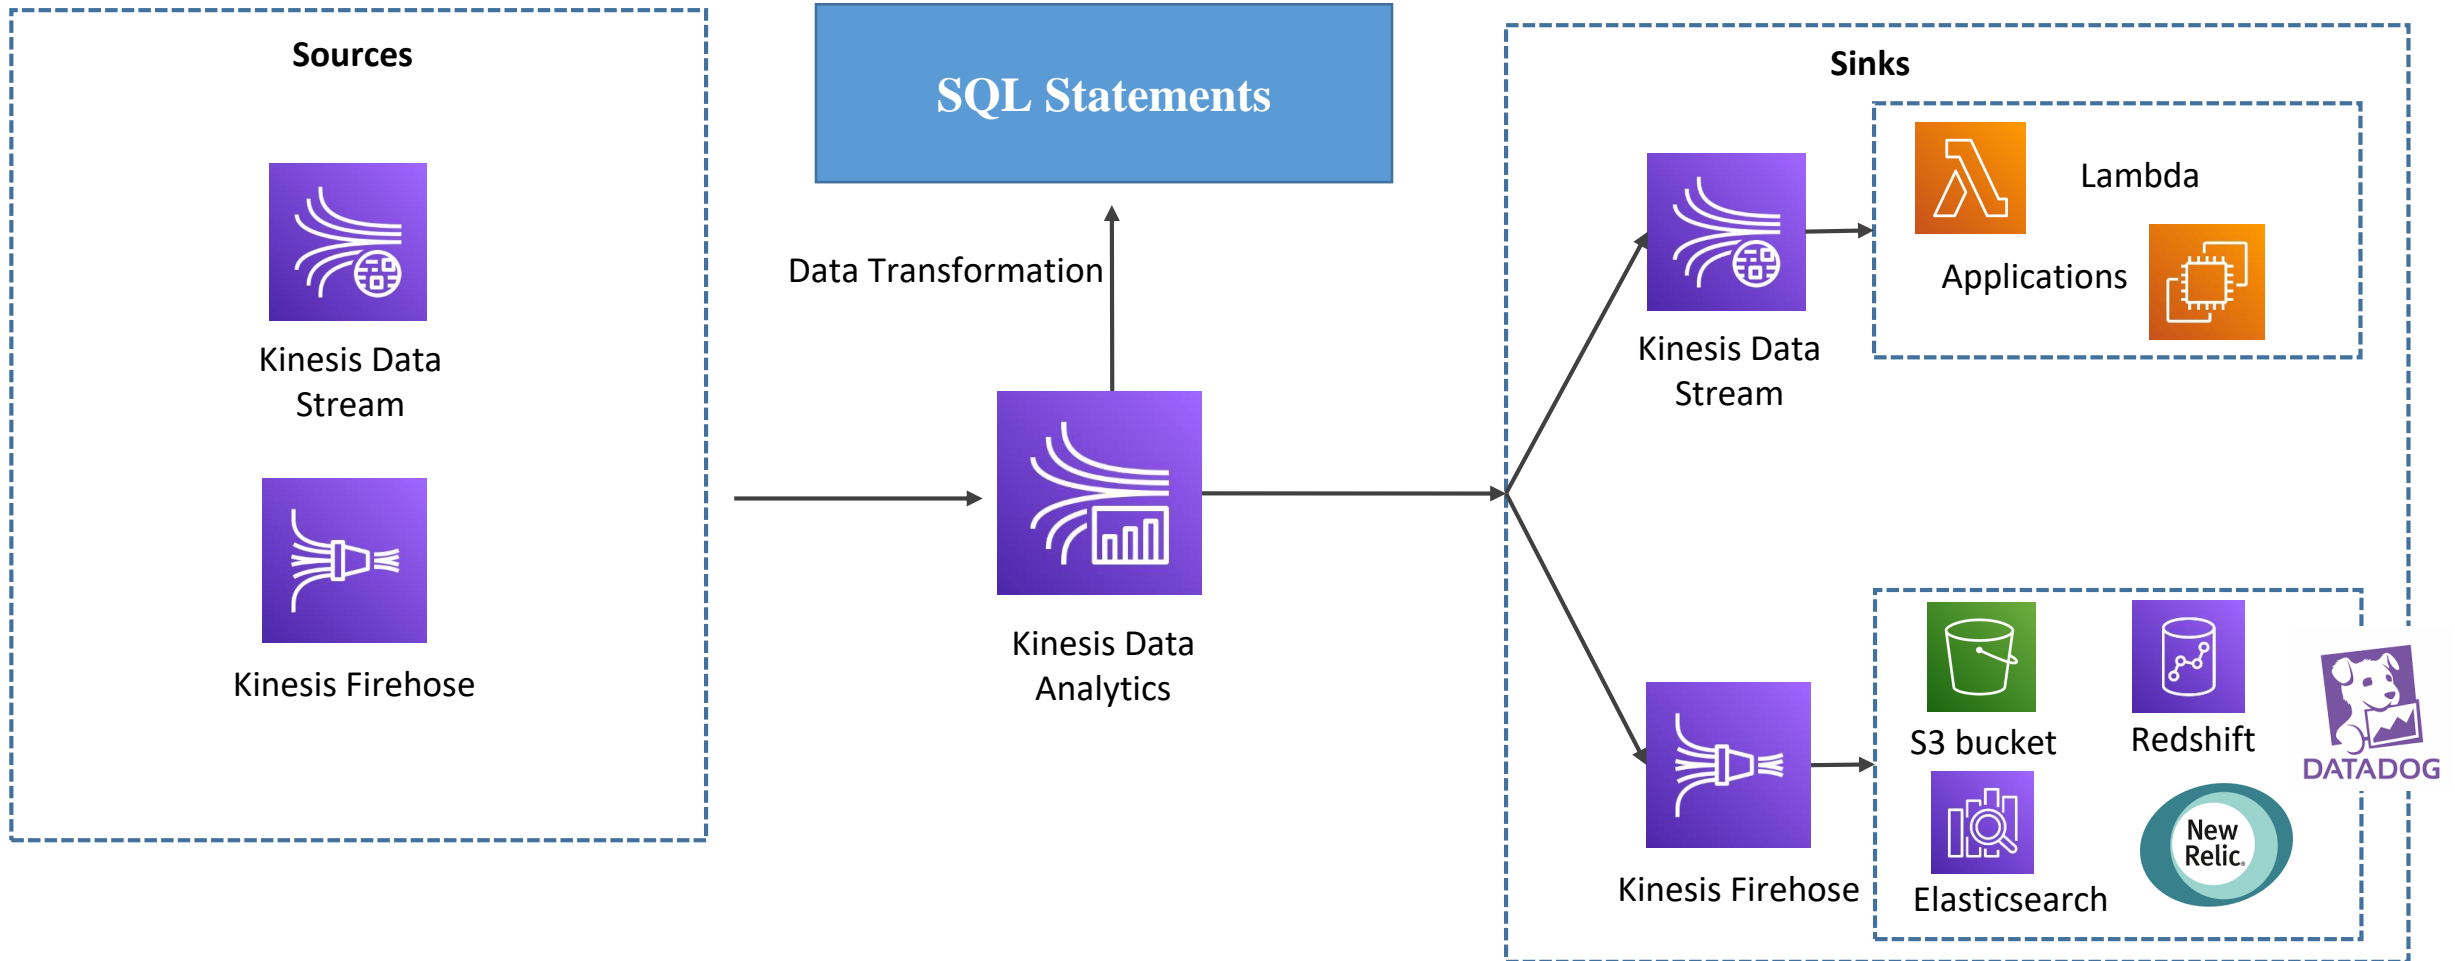 Sources
Kinesis Data
Stream
Kinesis Firehose
SQL Statements
Data Transformation
Kinesis Data
Analytics
Sinks
Kinesis Data
Stream
Lambda
Applications
Kinesis Firehose
S3 bucket
Redshift
DATADOG
Elasticsearch
New
Relic.